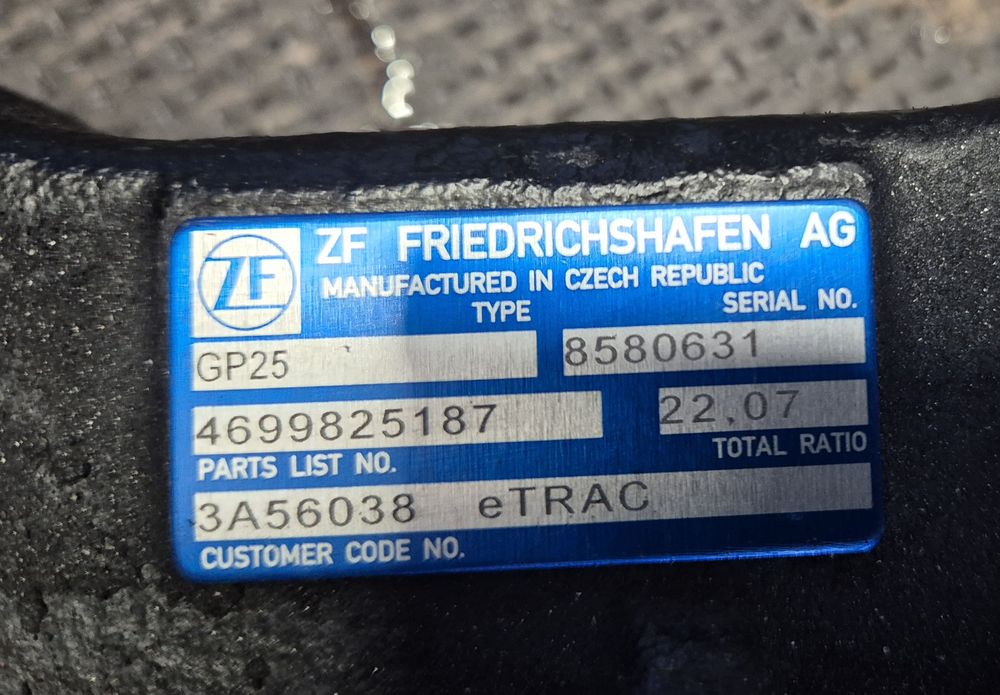 ZF
ZF FRIEDRICHSHAFEN AG
MANUFACTURED IN CZECH REPUBLIC
TYPE SERIAL NO.
GP25 8580631
4699825187 22,07
PARTS LIST NO. TOTAL RATIO
3A56038 eTRAC
CUSTOMER CODE NO.